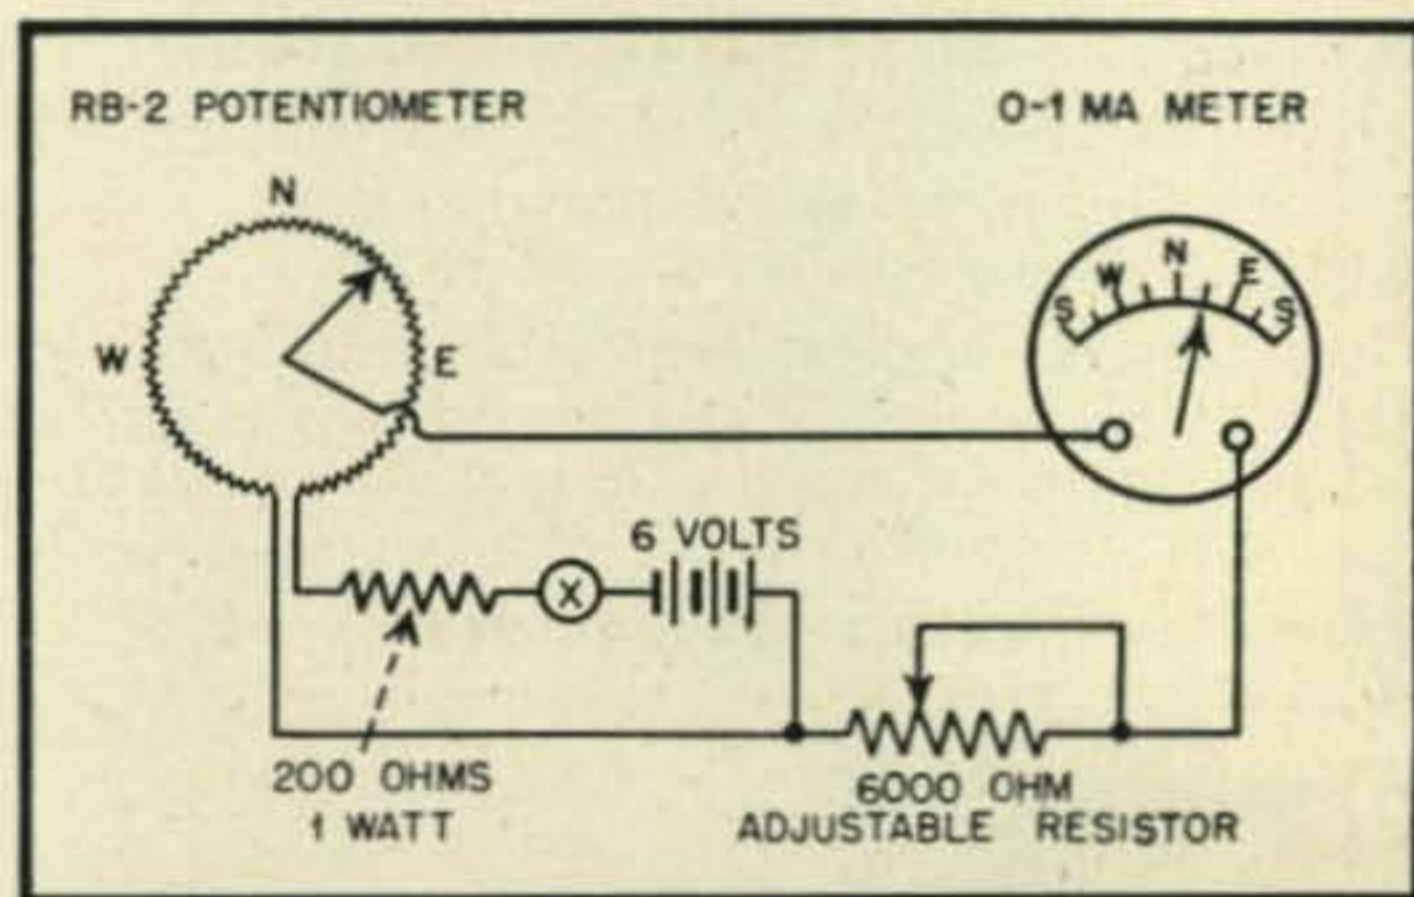 RB-2 POTENTIOMETER
0-1 MA METER
N
W
E
S W N E S
6 VOLTS
X
200 OHMS
1 WATT
6000 OHM
ADJUSTABLE RESISTOR